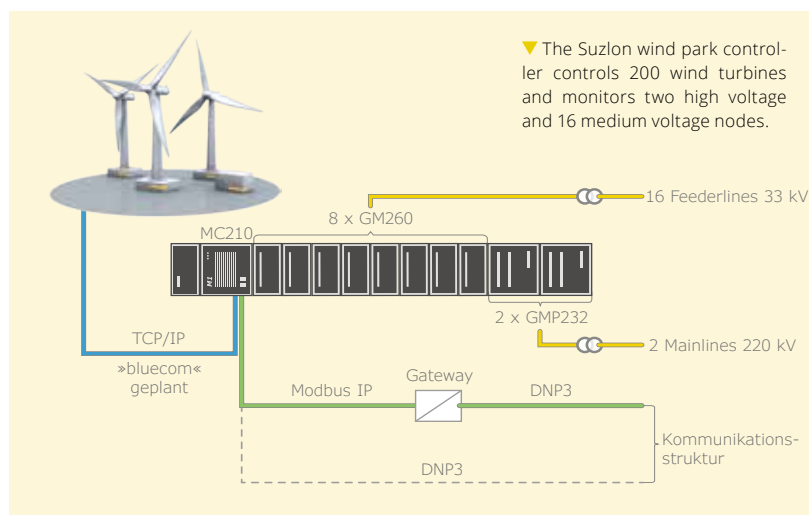 ▼ The Suzlon wind park control-
ler controls 200 wind turbines
and monitors two high voltage
and 16 medium voltage nodes.
16 Feederlines 33 kV
8 x GM260
MC210
M1
2 x GMP232
TCP/IP
2 Mainlines 220 kV
»bluecom«
geplant
Gateway
Modbus IP
DNP3
Kommunikations-
struktur
DNP3